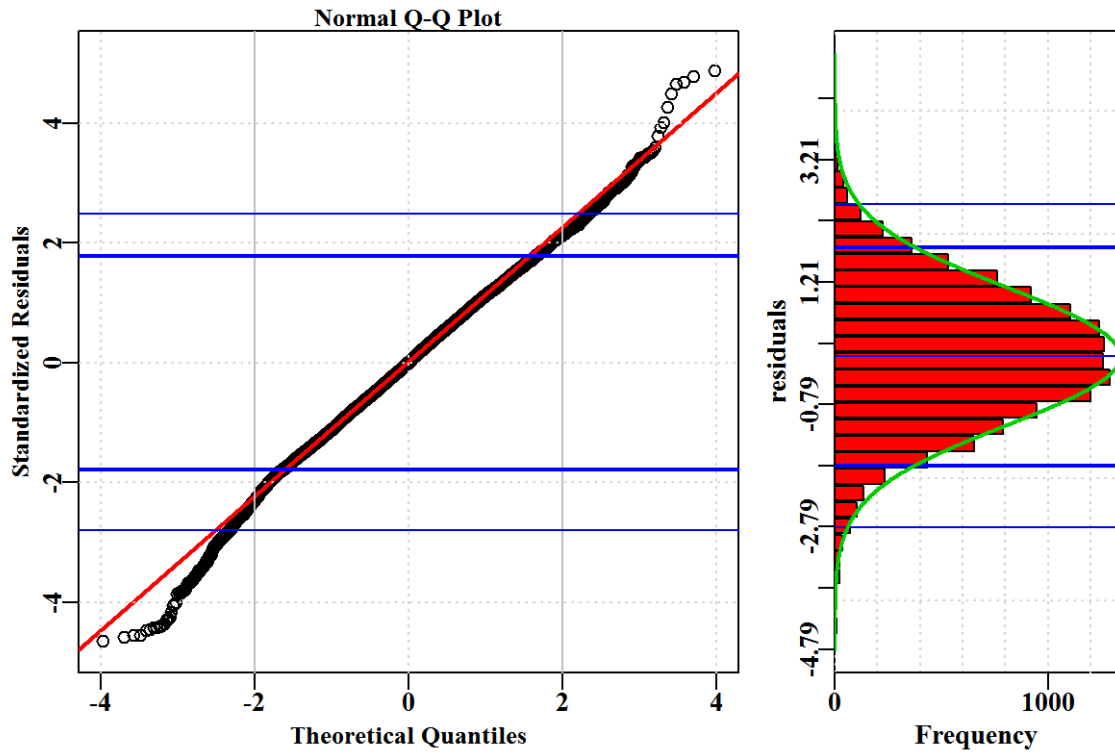 Normal Q-Q Plot
Standardized Residuals
4
2
0
-2
-4
-4 -2 0 2 4
Theoretical Quantiles
residuals
3.21
1.21
-0.79
-2.79
-4.79
0 1000
Frequency